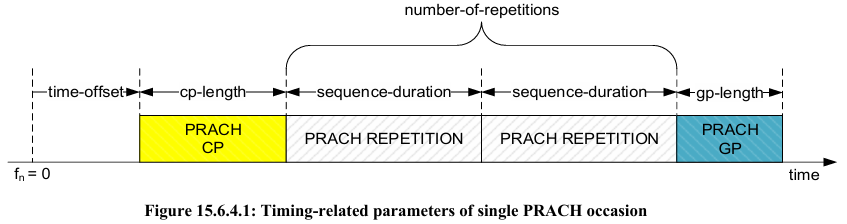 number-of-repetitions
time-offset cp-length sequence-duration sequence-duration gp-length
PRACH
CP
PRACH REPETITION
PRACH REPETITION
PRACH
GP
fn = 0
time
Figure 15.6.4.1: Timing-related parameters of single PRACH occasion